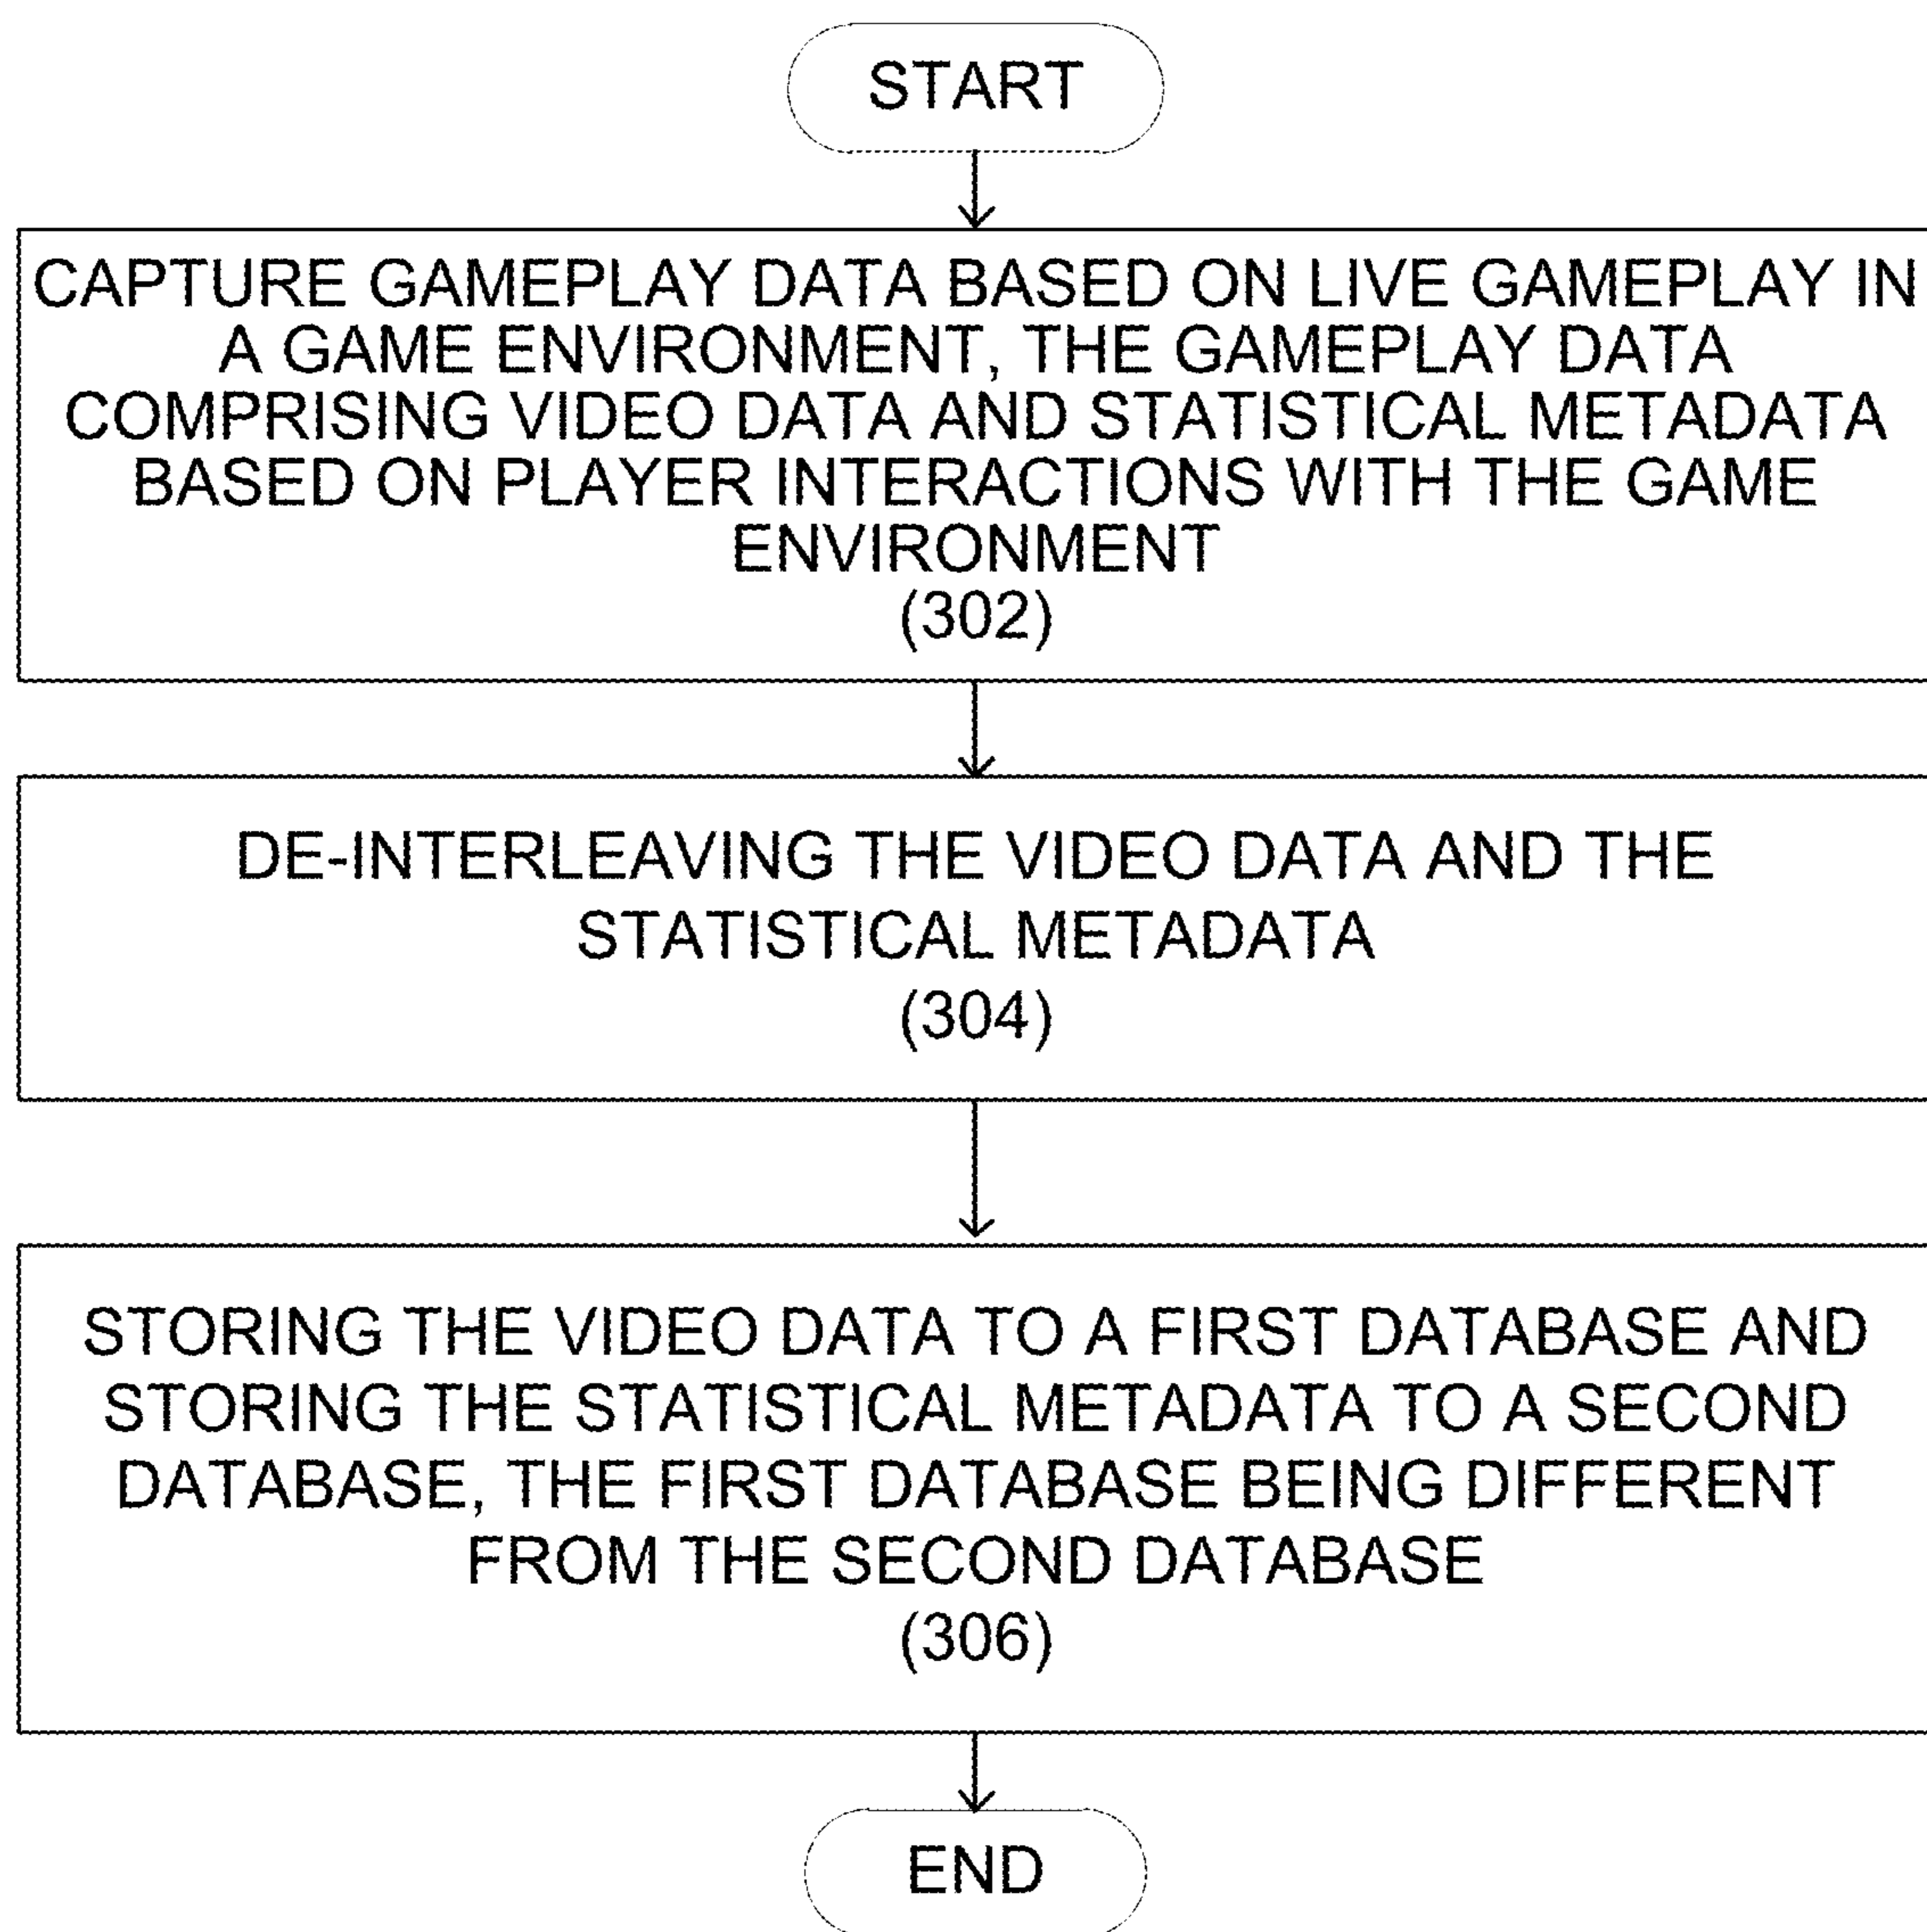 START
CAPTURE GAMEPLAY DATA BASED ON LIVE GAMEPLAY IN
A GAME ENVIRONMENT, THE GAMEPLAY DATA
COMPRISING VIDEO DATA AND STATISTICAL METADATA
BASED ON PLAYER INTERACTIONS WITH THE GAME
ENVIRONMENT
(302)
DE-INTERLEAVING THE VIDEO DATA AND THE
STATISTICAL METADATA
(304)
STORING THE VIDEO DATA TO A FIRST DATABASE AND
STORING THE STATISTICAL METADATA TO A SECOND
DATABASE, THE FIRST DATABASE BEING DIFFERENT
FROM THE SECOND DATABASE
(306)
END